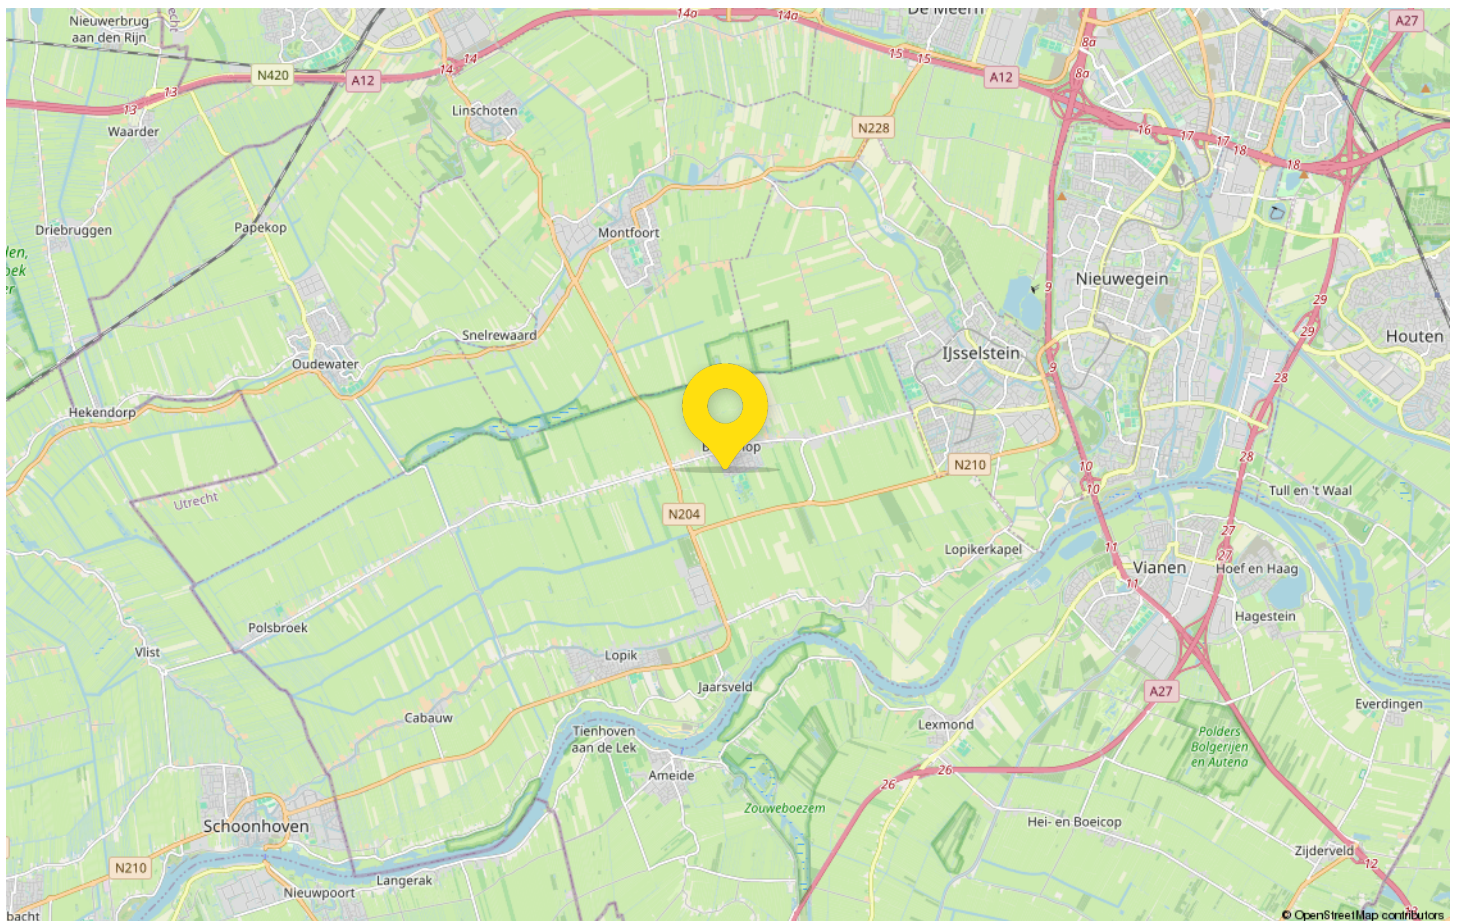 De Meern
Nieuwerbrug
aan den Rijn
14a
14a
A27
8a
N420
A12
14
14
15
15
A12
8a
13
13
Linschoten
Waarder
N228
16
17
17
18
18
Driebruggen
Papekop
Montfoort
Nieuwegein
9
29
29
Snelrewaard
Houten
Oudewater
IJsselstein
9
28
Hekendorp
28
N210
10
10
Utrecht
Tull en 't Waal
N204
27
27
Lopikerkapel
11
11
Vianen
Hoef en Haag
Hagestein
Polsbroek
Vlist
Lopik
Jaarsveld
A27
Everdingen
Cabauw
Lexmond
Tienhoven
aan de Lek
Polders
Bolgerijen
en Autena
Ameide
26
26
Zouweboezem
Schoonhoven
Hei- en Boeicop
Zijderveld
12
N210
Langerak
Nieuwpoort
bacht
© OpenStreetMap contributors